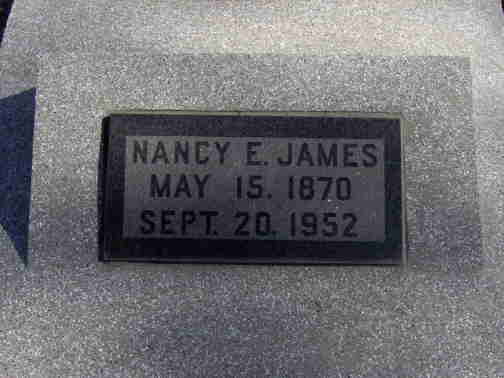 NANCY E. JAMES
MAY 15. 1870
SEPT. 20. 1952